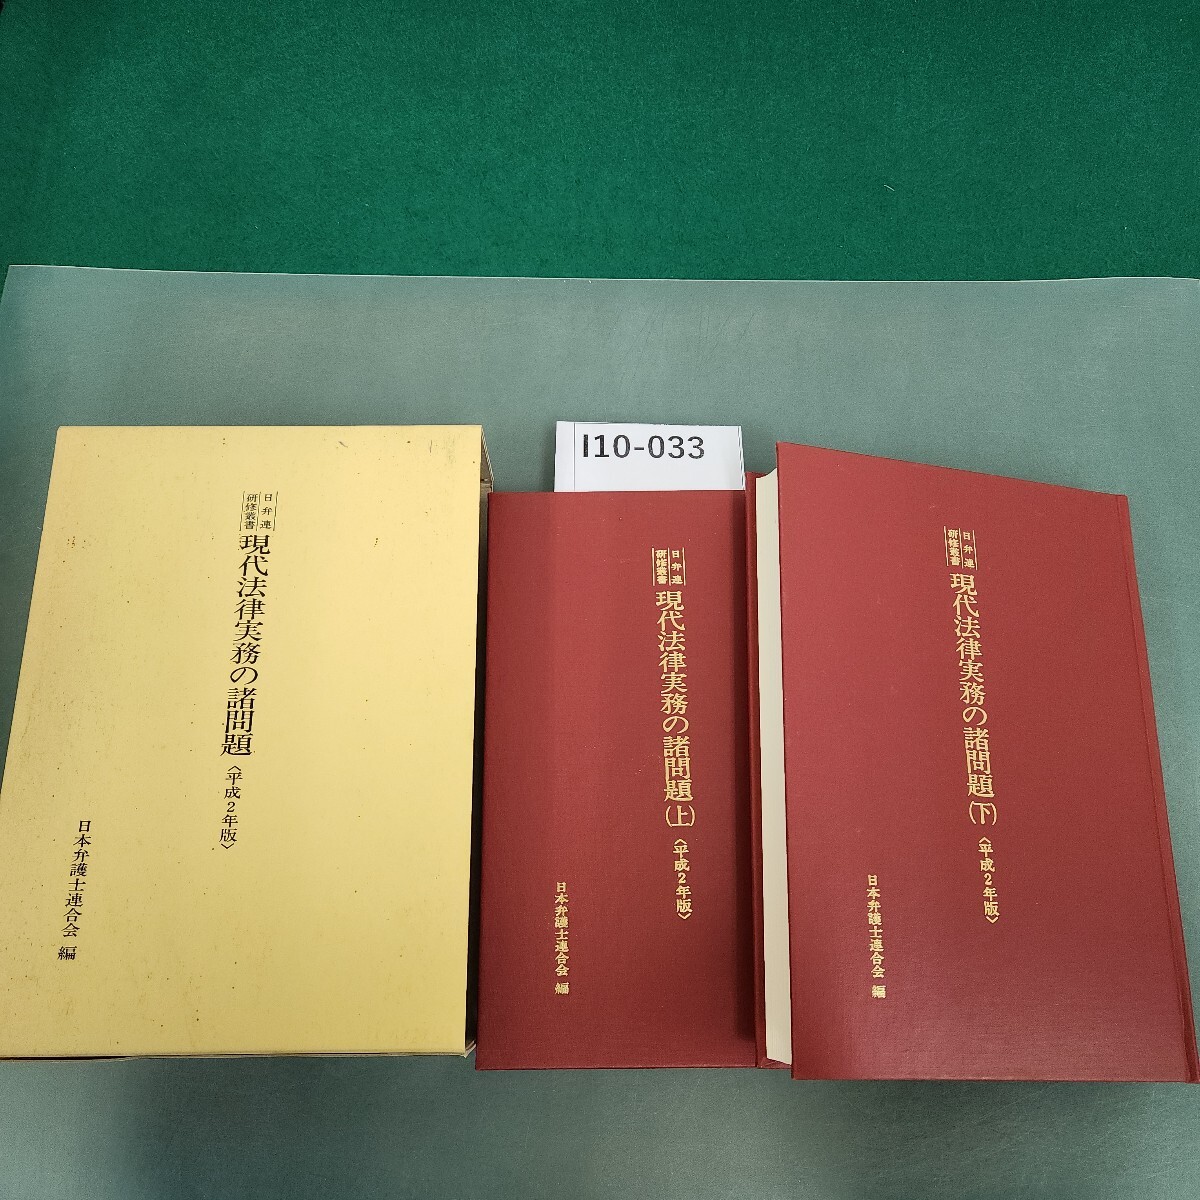 I10-033
日弁連
研修叢書
現代法律実務の諸問題
〈平成2年版〉
日本弁護士連合会 編
日弁連
研修叢書
現代法律実務の諸問題(上)
〈平成2年版〉
日本弁護士連合会 編
日弁連
研修叢書
現代法律実務の諸問題(下)
〈平成2年版〉
日本弁護士連合会 編